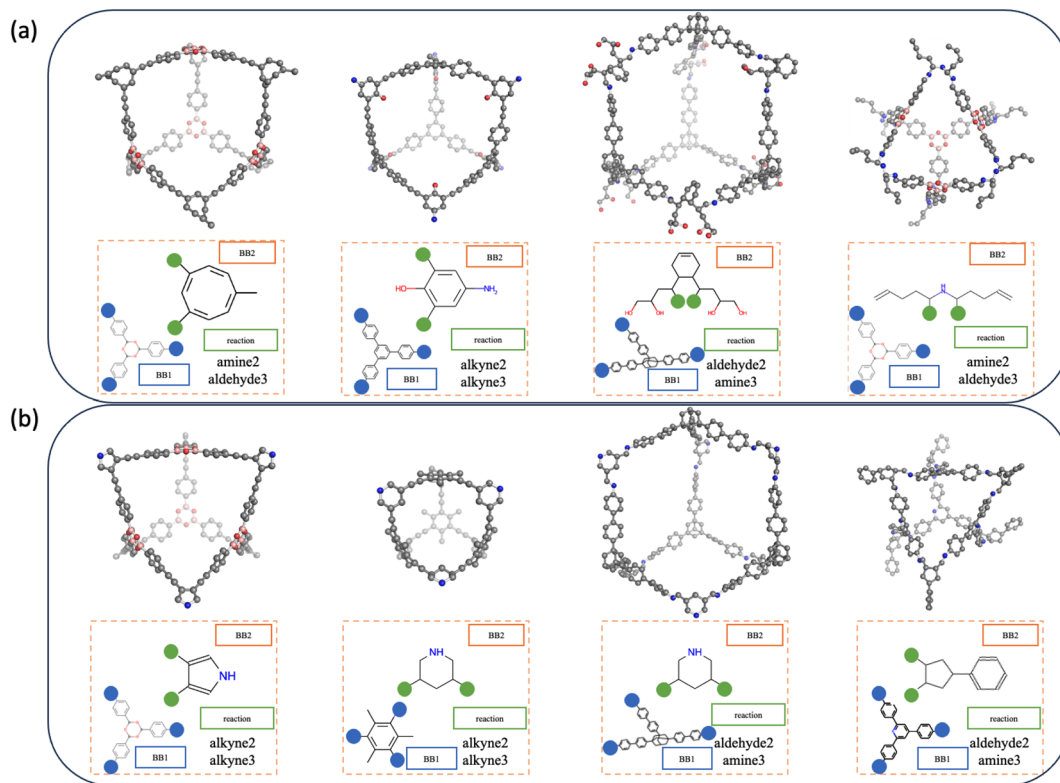 (a)
BB2
reaction
BB1
amine2
aldehyde3
BB2
HO
NH₂
reaction
BB1
alkyne2
alkyne3
BB2
OH
HO
HO
OH
reaction
BB1
aldehyde2
amine3
BB2
N
H
reaction
BB1
amine2
aldehyde3
(b)
BB2
NH
reaction
BB1
alkyne2
alkyne3
BB2
NH
reaction
BB1
alkyne2
alkyne3
BB2
NH
reaction
BB1
aldehyde2
amine3
BB2
reaction
BB1
aldehyde2
amine3